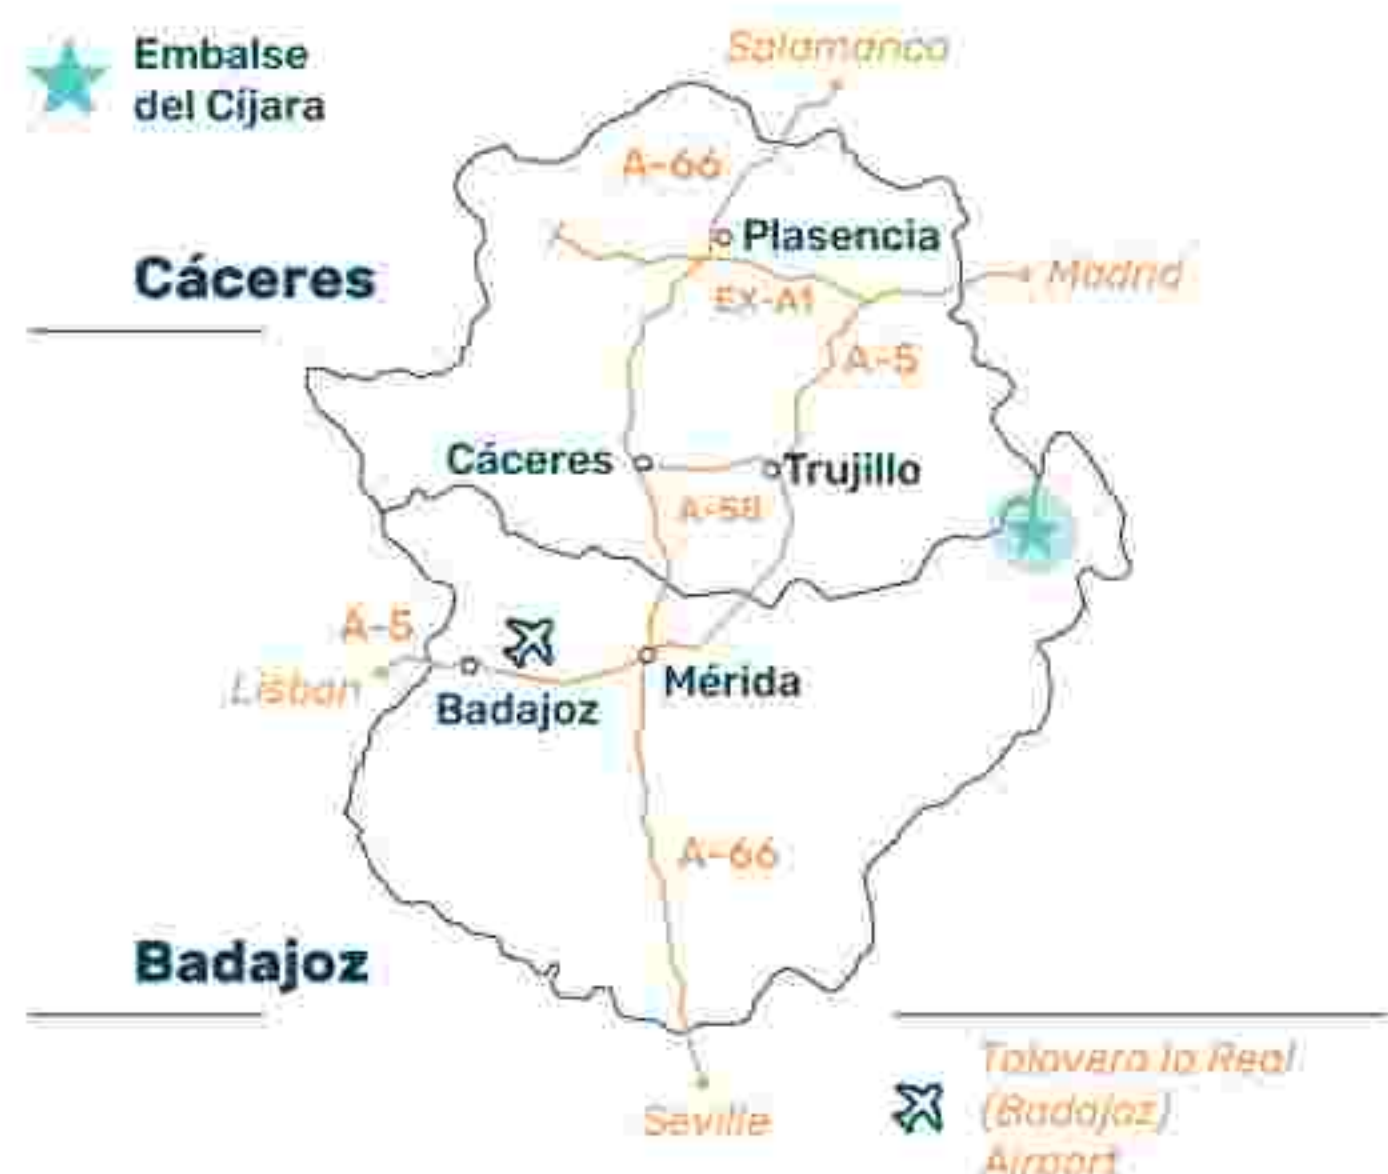 Embalse
del Cíjara
Salamanca
A-66
Plasencia
Cáceres
Madrid
EX-A1
A-5
Cáceres
Trujillo
A-58
A-5
Lisbon
Badajoz
Mérida
A-66
Badajoz
Talavera la Real
(Badajoz)
Airport
Seville